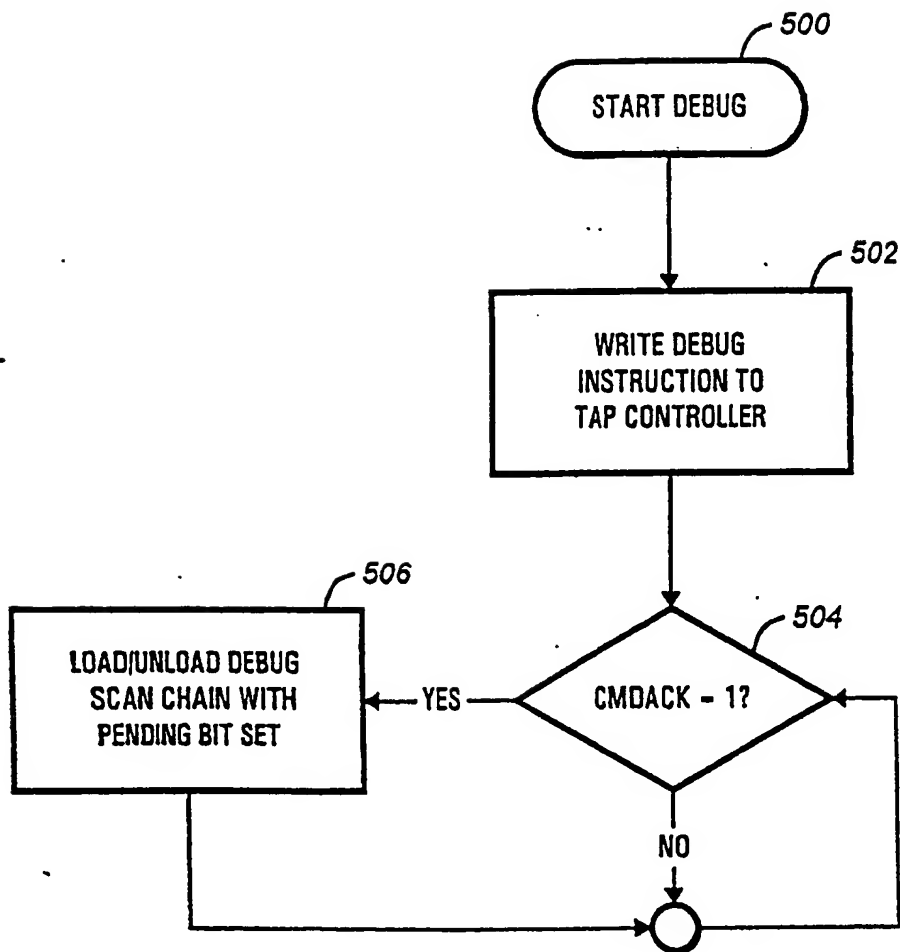 500
START DEBUG
502
WRITE DEBUG
INSTRUCTION TO
TAP CONTROLLER
506
LOAD/UNLOAD DEBUG
SCAN CHAIN WITH
PENDING BIT SET
504
YES
CMDACK = 1?
NO